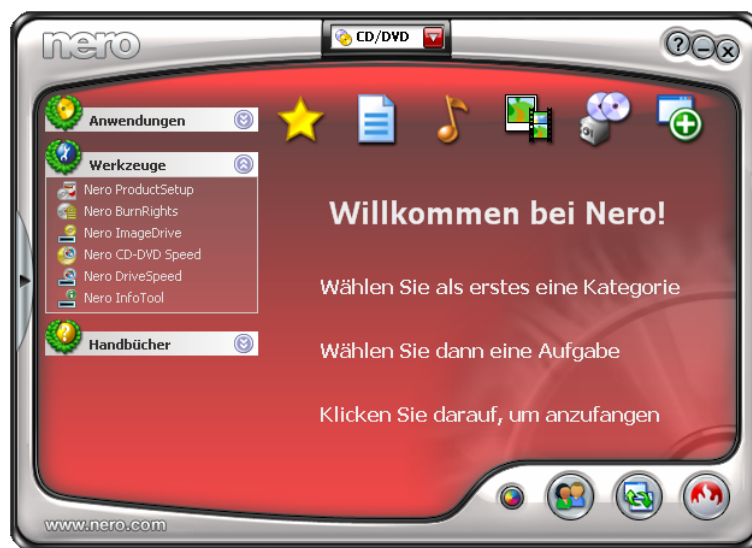 nero
CD/DVD
?
Anwendungen
Werkzeuge
Nero ProductSetup
Nero BurnRights
Nero ImageDrive
Nero CD-DVD Speed
Nero DriveSpeed
Nero InfoTool
Handbücher
Willkommen bei Nero!
Wählen Sie als erstes eine Kategorie
Wählen Sie dann eine Aufgabe
Klicken Sie darauf, um anzufangen
www.nero.com